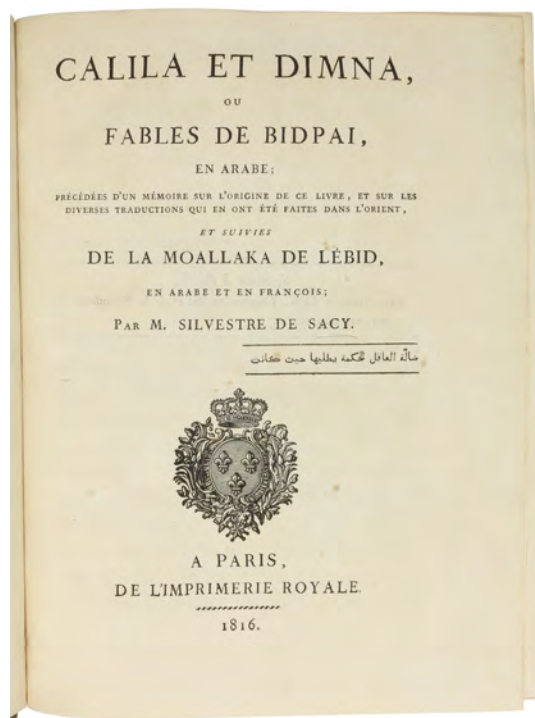 CALILA ET DIMNA,
OU
FABLES DE BIDPAI,
EN ARABE;
PRÉCÉDÉES D'UN MÉMOIRE SUR L'ORIGINE DE CE LIVRE, ET SUR LES
DIVERSES TRADUCTIONS QUI EN ONT ÉTÉ FAITES DANS L'ORIENT,
ET SUIVIES
DE LA MOALLAKA DE LÉBID,
EN ARABE ET EN FRANÇOIS;
PAR M. SILVESTRE DE SACY.
ضالّة العاقل الحكمة يطلبها حيث كانت
A PARIS,
DE L'IMPRIMERIE ROYALE.
1816.